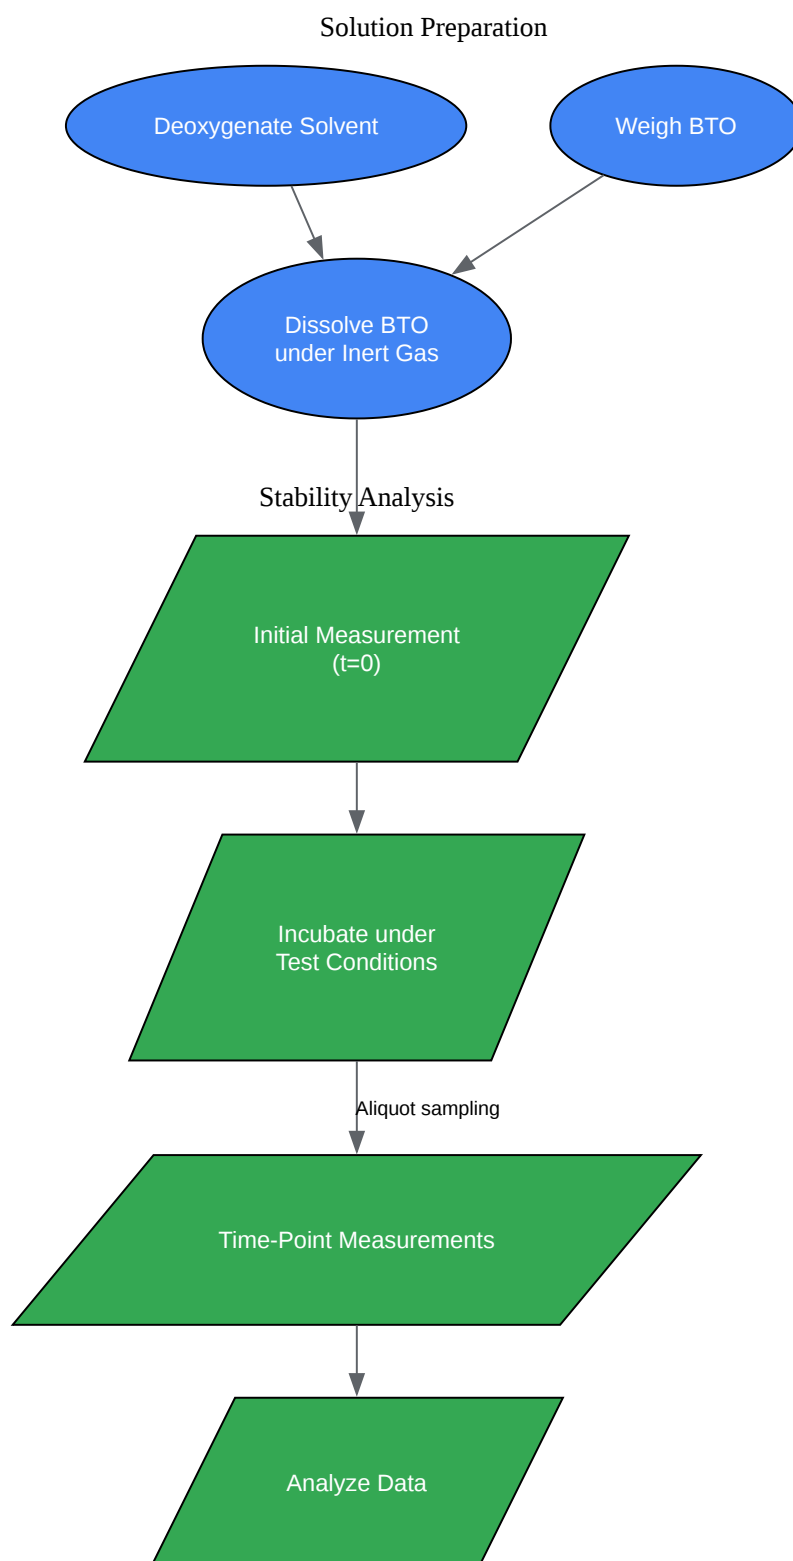 Solution Preparation
Deoxygenate Solvent
Weigh BTO
Dissolve BTO
under Inert Gas
Stability Analysis
Initial Measurement
(t=0)
Incubate under
Test Conditions
Aliquot sampling
Time-Point Measurements
Analyze Data